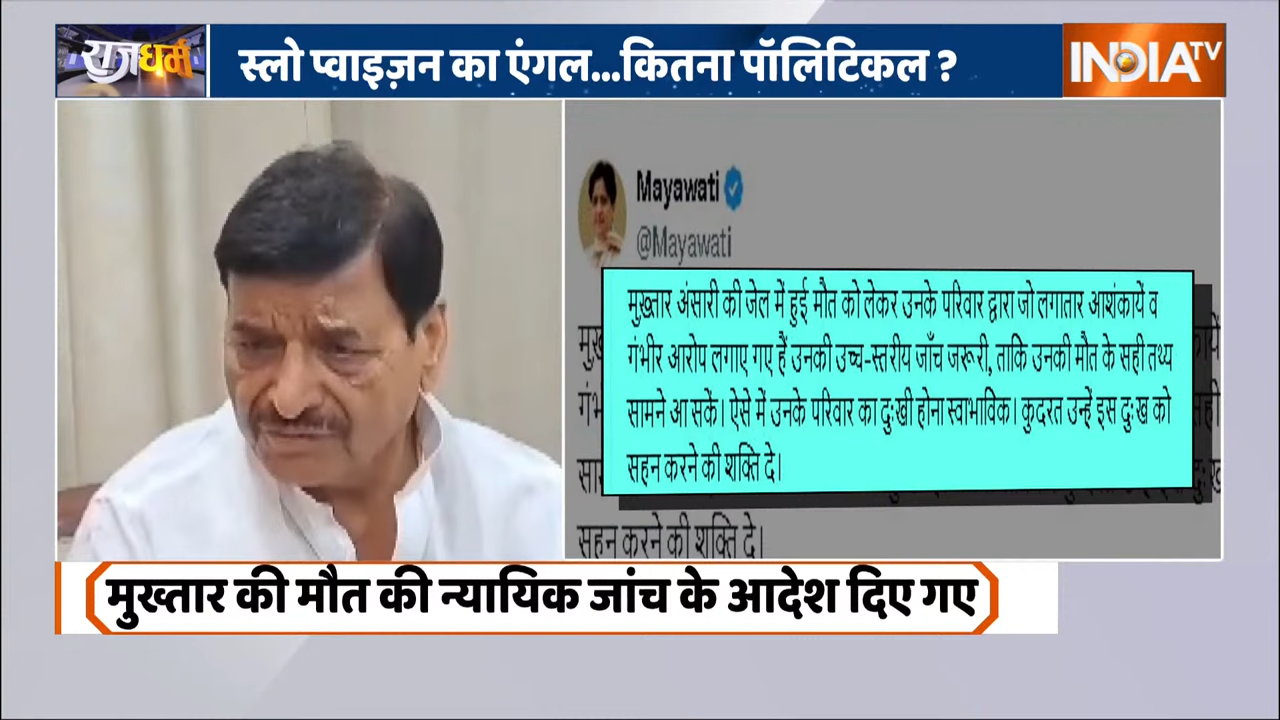 राजधर्म
स्लो प्वाइज़न का एंगल...कितना पॉलिटिकल ?
INDIA TV
Mayawati
@Mayawati
मुख़्तार अंसारी की जेल में हुई मौत को लेकर उनके परिवार द्वारा जो लगातार आशंकायें व
गंभीर आरोप लगाए गए हैं उनकी उच्च-स्तरीय जाँच जरूरी, ताकि उनकी मौत के सही तथ्य
सामने आ सकें। ऐसे में उनके परिवार का दुःखी होना स्वाभाविक। कुदरत उन्हें इस दुःख को
सहन करने की शक्ति दे।
सहन करने की शक्ति दे।
मुख्तार की मौत की न्यायिक जांच के आदेश दिए गए